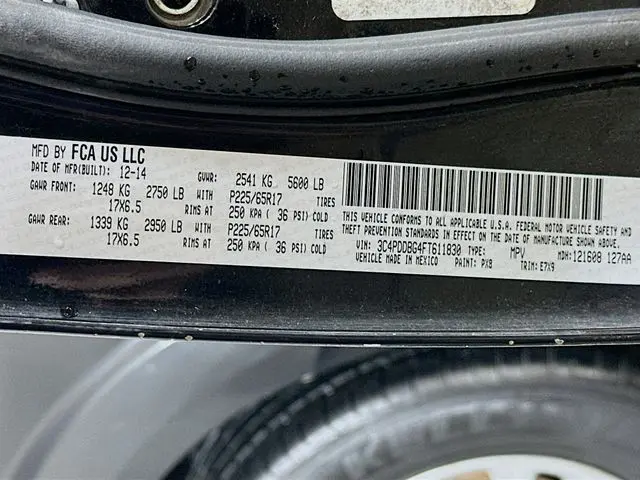 MFD BY FCA US LLC
DATE OF MFR(BUILT): 12-14 GVWR: 2541 KG 5600 LB
GAWR FRONT: 1248 KG 2750 LB WITH P225/65R17 TIRES
17X6.5 RIMS AT 250 KPA ( 36 PSI) COLD
GAWR REAR: 1339 KG 2950 LB WITH P225/65R17 TIRES
17X6.5 RIMS AT 250 KPA ( 36 PSI) COLD
THIS VEHICLE CONFORMS TO ALL APPLICABLE U.S.A. FEDERAL MOTOR VEHICLE SAFETY, BUMPER AND
THEFT PREVENTION STANDARDS IN EFFECT ON THE DATE OF MANUFACTURE SHOWN ABOVE.
VIN: 3C4PDDBG4FT611830 TYPE: MPV MDH: 121608 127AA
VEHICLE MADE IN MEXICO PAINT: PX8 TRIM: E7X9